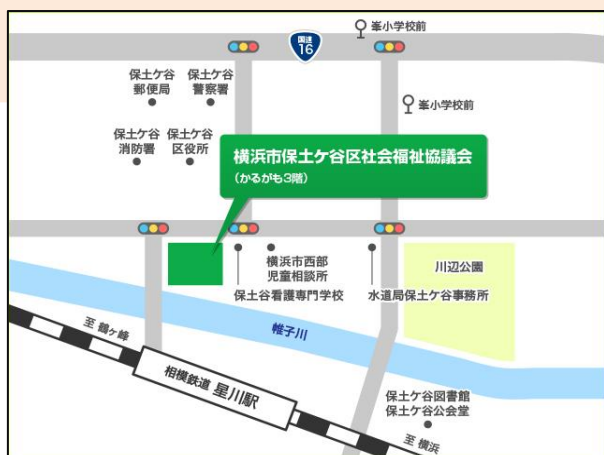 国道
16
峯小学校前
保土ケ谷
郵便局
保土ケ谷
警察署
峯小学校前
保土ケ谷
消防署
保土ケ谷
区役所
横浜市保土ケ谷区社会福祉協議会
(かるがも3階)
横浜市西部
児童相談所
川辺公園
保土谷看護専門学校
水道局保土ケ谷事務所
至 鶴ヶ峰
帷子川
相模鉄道 星川駅
保土ケ谷図書館
保土ケ谷公会堂
至 横浜